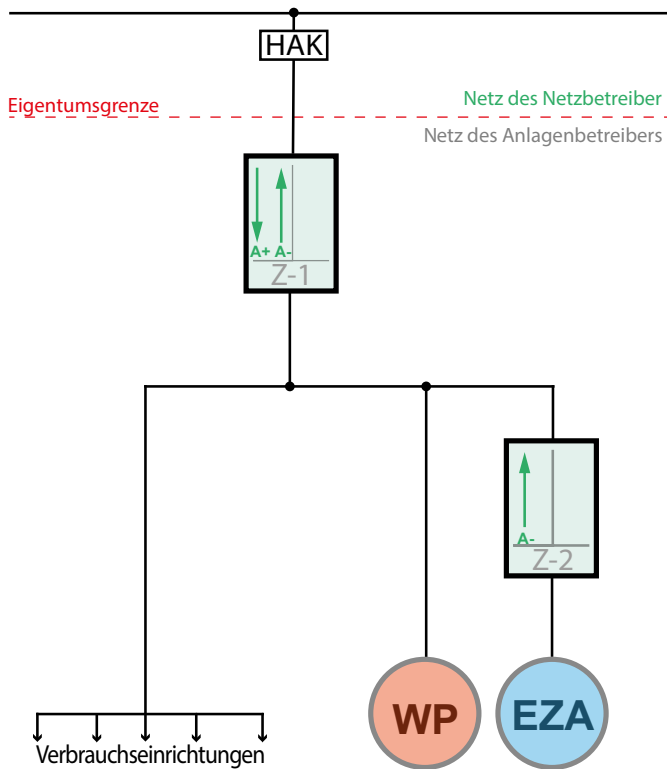 HAK
Eigentumsgrenze
Netz des Netzbetreiber
Netz des Anlagenbetreibers
A+ A-
Z-1
A-
Z-2
WP
EZA
Verbrauchseinrichtungen